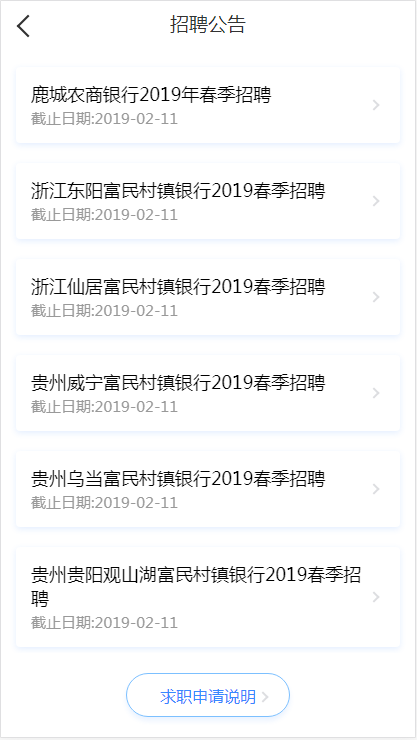 招聘公告
鹿城农商银行2019年春季招聘
截止日期:2019-02-11
浙江东阳富民村镇银行2019春季招聘
截止日期:2019-02-11
浙江仙居富民村镇银行2019春季招聘
截止日期:2019-02-11
贵州威宁富民村镇银行2019春季招聘
截止日期:2019-02-11
贵州乌当富民村镇银行2019春季招聘
截止日期:2019-02-11
贵州贵阳观山湖富民村镇银行2019春季招
聘
截止日期:2019-02-11
求职申请说明